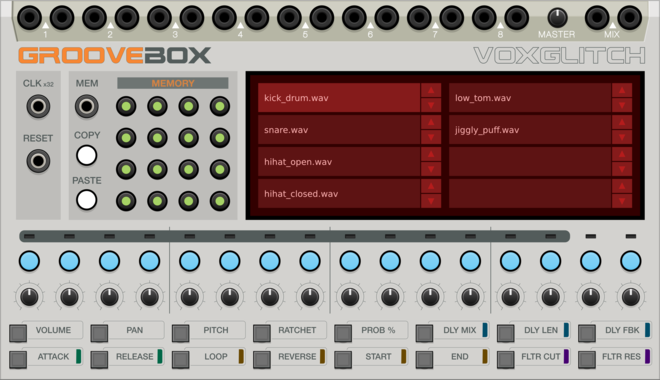 1 2 3 4 5 6 7 8 MASTER MIX
GROOVEBOX VOXGLITCH
CLK x32 MEM MEMORY
RESET COPY
PASTE
kick_drum.wav low_tom.wav
snare.wav jiggly_puff.wav
hihat_open.wav
hihat_closed.wav
VOLUME PAN PITCH RATCHET PROB % DLY MIX DLY LEN DLY FBK
ATTACK RELEASE LOOP REVERSE START END FLTR CUT FLTR RES